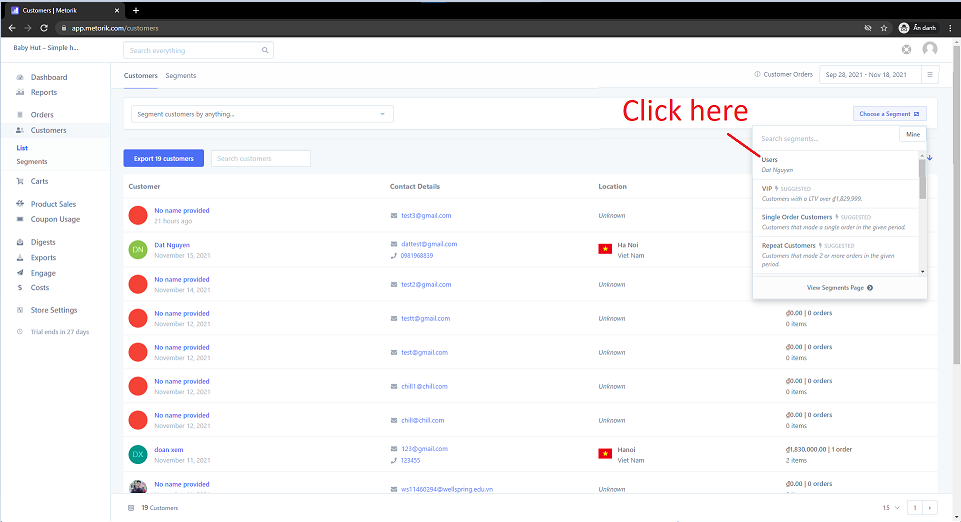 Customers | Metorik
app.metorik.com/customers
Ẩn danh
Baby Hut – Simple h...
Search everything
Dashboard
Reports
Orders
Customers
List
Segments
Carts
Product Sales
Coupon Usage
Digests
Exports
Engage
Costs
Store Settings
Trial ends in 27 days
Customers Segments
Customer Orders
Sep 28, 2021 - Nov 18, 2021
Segment customers by anything...
Click here
Choose a Segment
Search segments...
Mine
Users
Dat Nguyen
VIP SUGGESTED
Customers with a LTV over ₫1,829,999.
Single Order Customers SUGGESTED
Customers that made a single order in the given period.
Repeat Customers SUGGESTED
Customers that made 2 or more orders in the given
period.
View Segments Page
Export 19 customers
Search customers
Customer Contact Details Location
No name provided
21 hours ago
test3@gmail.com
Unknown
DN
Dat Nguyen
November 15, 2021
dattest@gmail.com
0981968839
Ha Noi
Viet Nam
No name provided
November 14, 2021
test2@gmail.com
Unknown
No name provided
November 12, 2021
testt@gmail.com
Unknown
₫0.00 | 0 orders
0 items
No name provided
November 12, 2021
test@gmail.com
Unknown
₫0.00 | 0 orders
0 items
No name provided
November 12, 2021
chill1@chill.com
Unknown
₫0.00 | 0 orders
0 items
No name provided
November 12, 2021
chill@chill.com
Unknown
₫0.00 | 0 orders
0 items
DX
doan xem
November 11, 2021
123@gmail.com
123455
Hanoi
Viet Nam
₫1,830,000.00 | 1 order
2 items
No name provided
ws11460294@wellspring.edu.vn
Unknown
₫0.00 | 0 orders
19 Customers
15
1